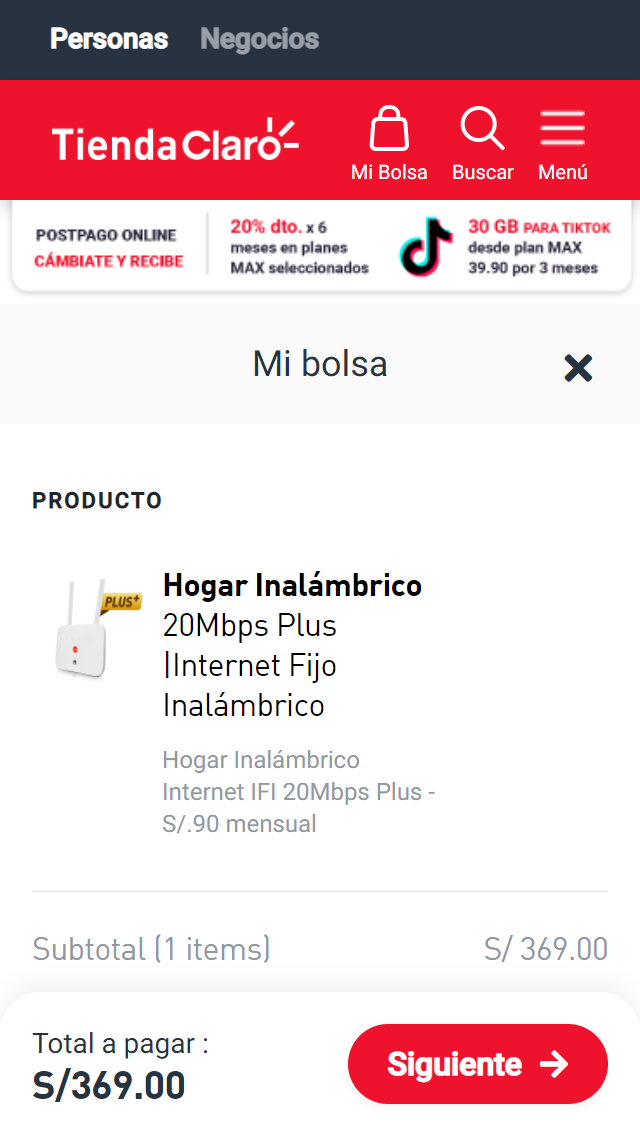 Personas Negocios
Tienda Claro
Mi Bolsa Buscar Menú
POSTPAGO ONLINE
CÁMBIATE Y RECIBE
20% dto. x 6
meses en planes
MAX seleccionados
30 GB PARA TIKTOK
desde plan MAX
39.90 por 3 meses
Mi bolsa
PRODUCTO
PLUS+
Hogar Inalámbrico
20Mbps Plus
|Internet Fijo
Inalámbrico
Hogar Inalámbrico
Internet IFI 20Mbps Plus -
S/.90 mensual
Subtotal (1 items) S/ 369.00
Total a pagar :
S/369.00
Siguiente